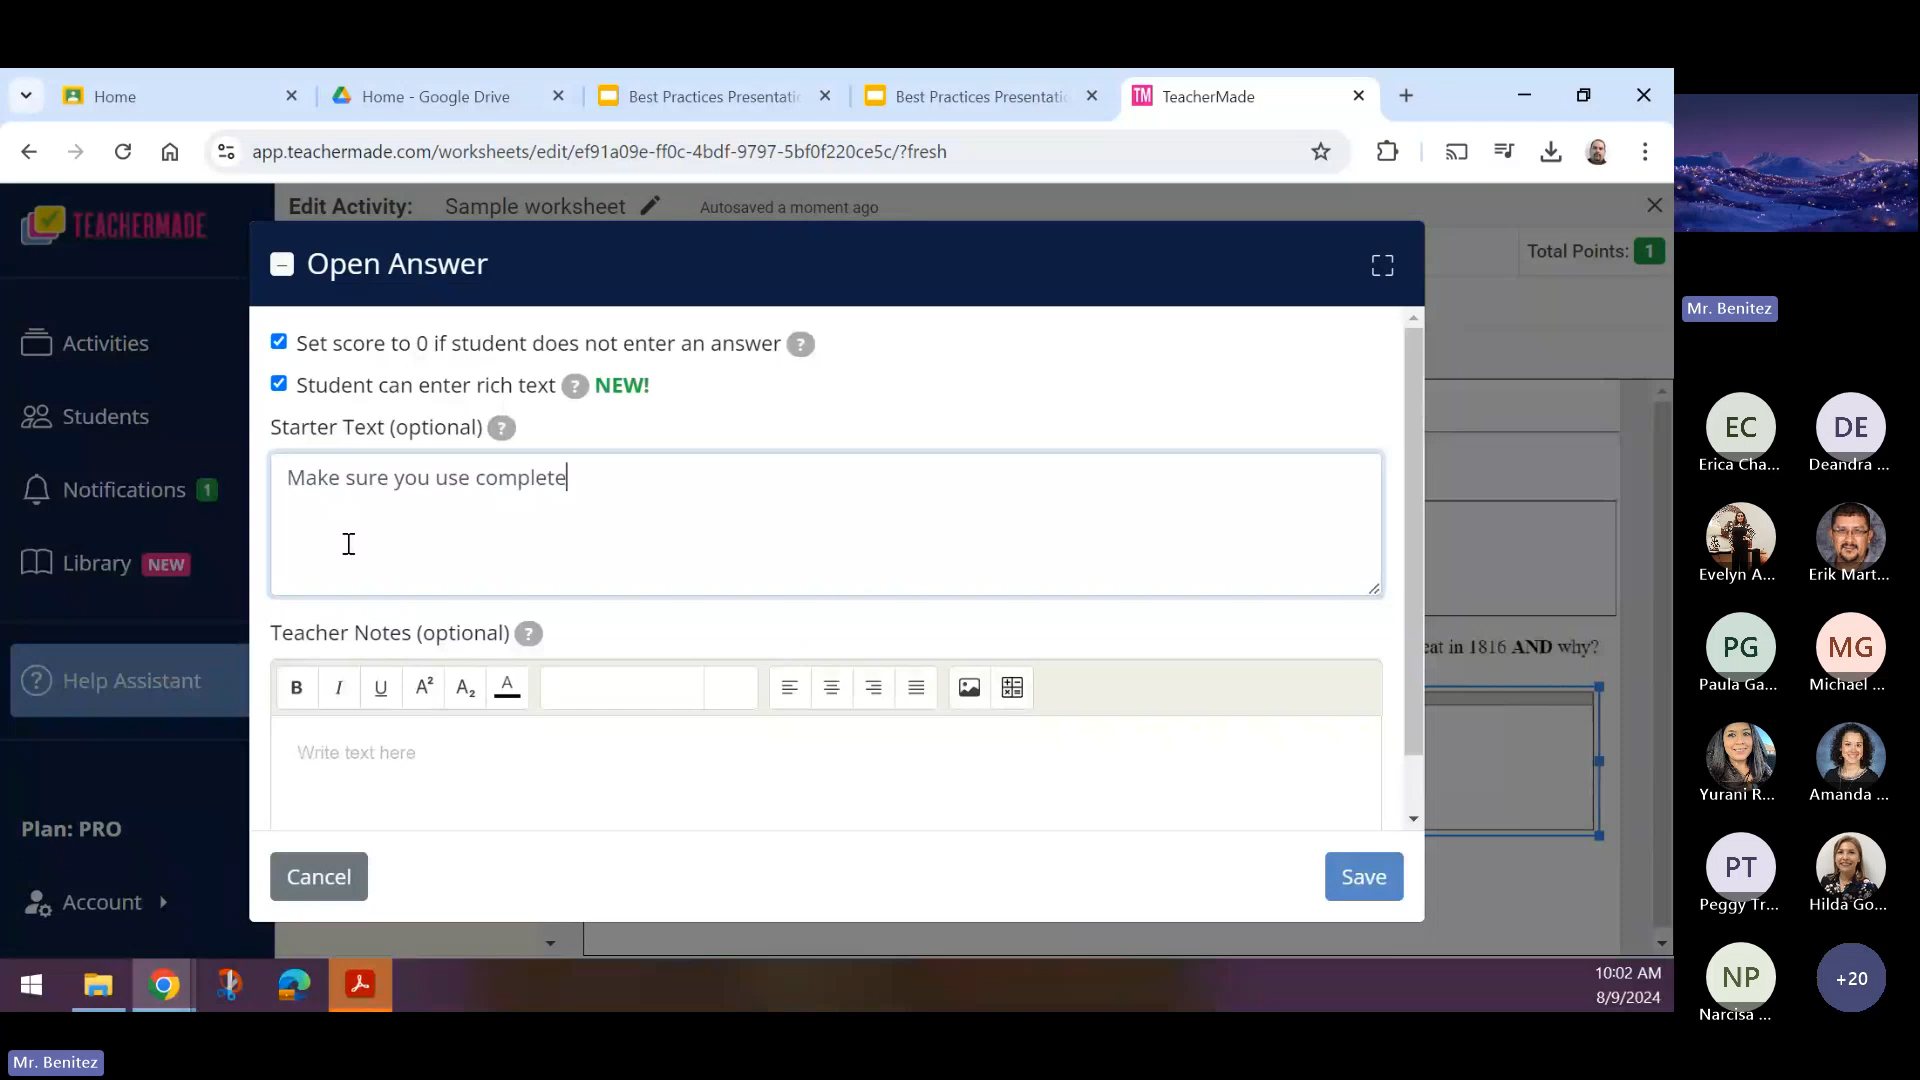 Home
Home - Google Drive
Best Practices Presentati
Best Practices Presentati
TM TeacherMade
app.teachermade.com/worksheets/edit/ef91a09e-ff0c-4bdf-9797-5bf0f220ce5c/?fresh
TEACHERMADE
Edit Activity: Sample worksheet
Autosaved a moment ago
Total Points: 1
Open Answer
Set score to 0 if student does not enter an answer ?
Student can enter rich text ? NEW!
Starter Text (optional) ?
Make sure you use complete
Teacher Notes (optional) ?
B I U A2 A2 A
Write text here
Cancel
Save
Activities
Students
Notifications 1
Library NEW
? Help Assistant
Plan: PRO
Account
eat in 1816 AND why?
10:02 AM
8/9/2024
Mr. Benitez
EC
DE
Erica Cha...
Deandra ...
Evelyn A...
Erik Mart...
PG
MG
Paula Ga...
Michael ...
Yurani R...
Amanda ...
PT
Peggy Tr...
Hilda Go...
NP
+20
Narcisa ...
Mr. Benitez